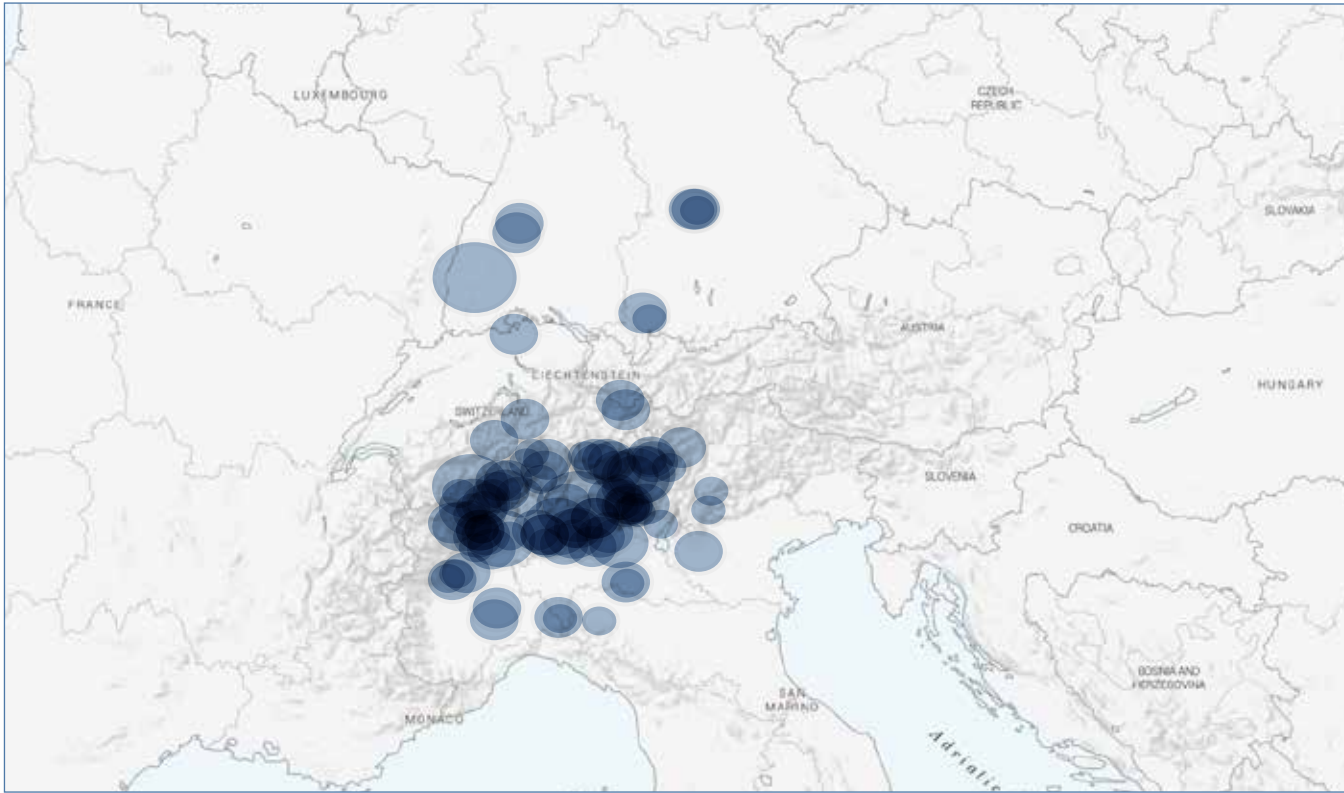 LUXEMBOURG
CZECH
REPUBLIC
SLOVAKIA
FRANCE
AUSTRIA
LIECHTENSTEIN
HUNGARY
SWITZERLAND
SLOVENIA
CROATIA
BOSNIA AND
HERZEGOVINA
SAN
MARINO
MONACO
Adriatic